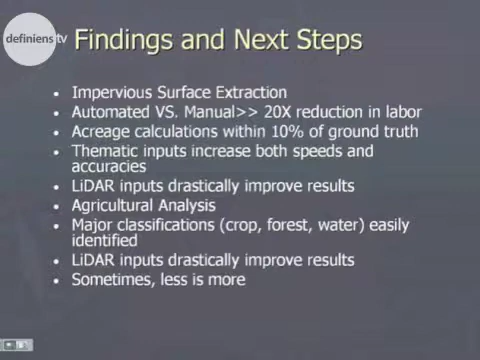 definiens tv
Findings and Next Steps
• Impervious Surface Extraction
• Automated VS. Manual>> 20X reduction in labor
• Acreage calculations within 10% of ground truth
• Thematic inputs increase both speeds and
accuracies
• LiDAR inputs drastically improve results
• Agricultural Analysis
• Major classifications (crop, forest, water) easily
identified
• LiDAR inputs drastically improve results
• Sometimes, less is more